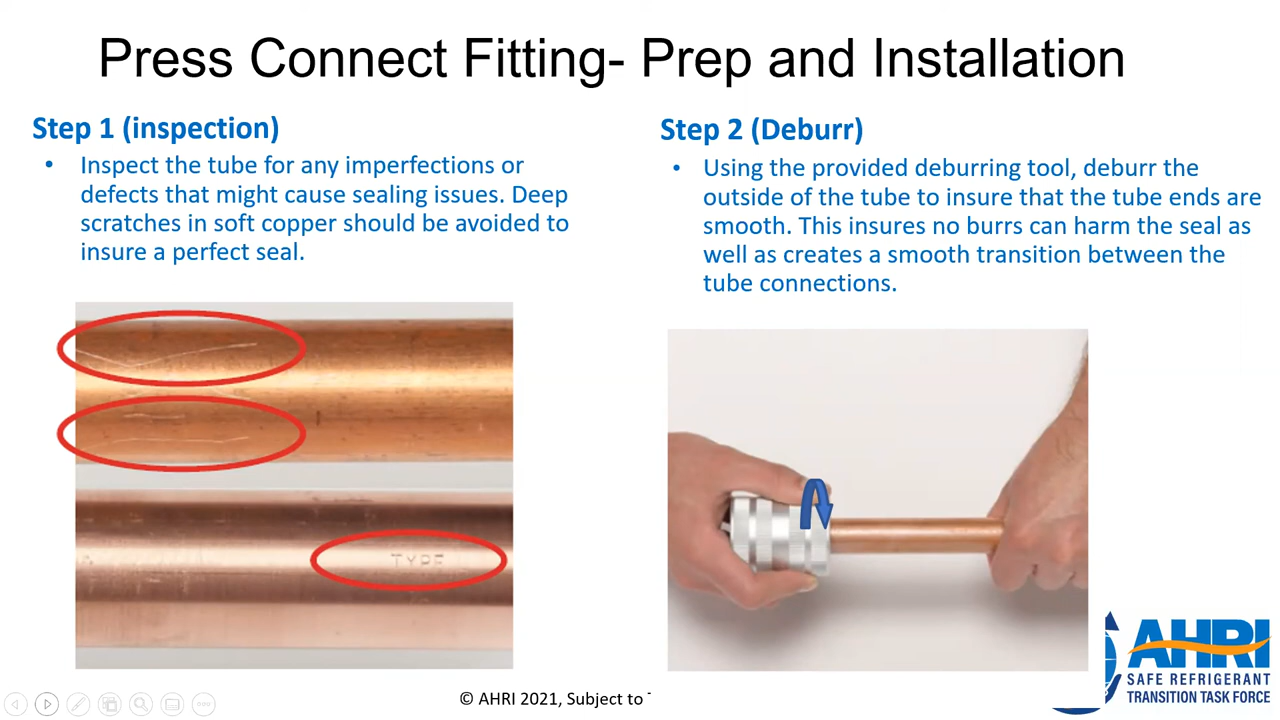 Press Connect Fitting- Prep and Installation
Step 1 (inspection)
• Inspect the tube for any imperfections or
defects that might cause sealing issues. Deep
scratches in soft copper should be avoided to
insure a perfect seal.
Step 2 (Deburr)
• Using the provided deburring tool, deburr the
outside of the tube to insure that the tube ends are
smooth. This insures no burrs can harm the seal as
well as creates a smooth transition between the
tube connections.
TYPE
© AHRI 2021, Subject to
AHRI
SAFE REFRIGERANT
TRANSITION TASK FORCE